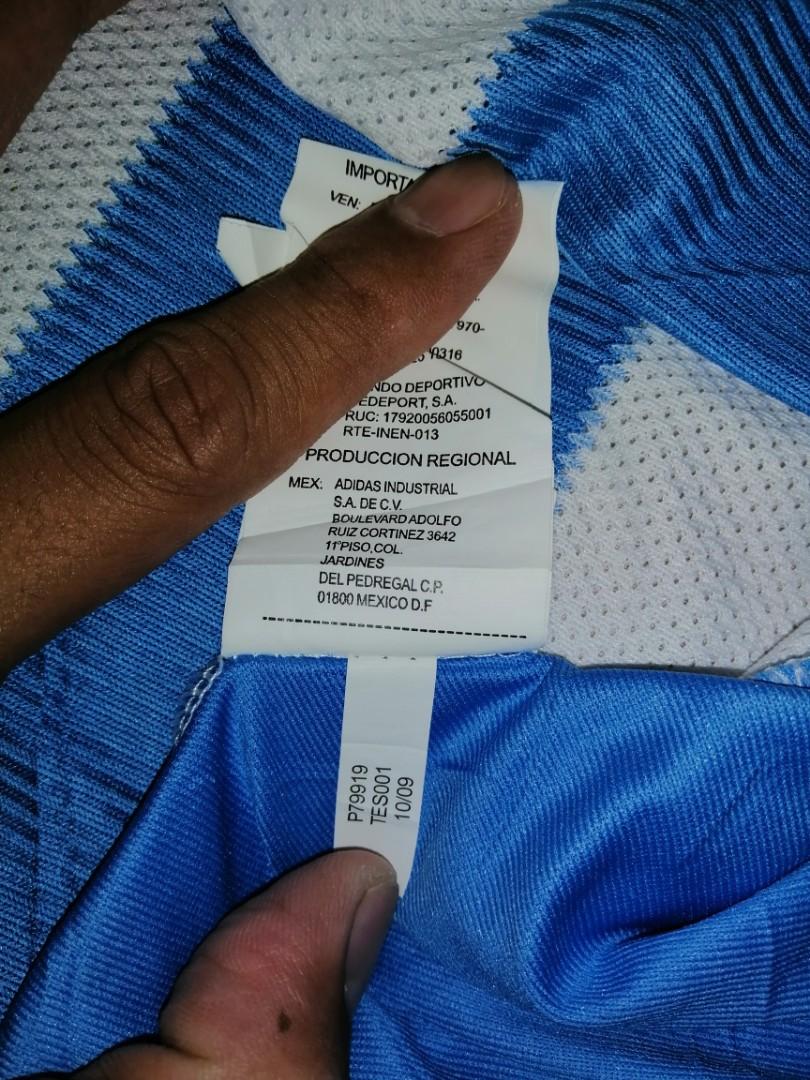 VEN:
970-
0316
NDO DEPORTIVO
EDEPORT, S.A.
RUC: 17920056055001
RTE-INEN-013
PRODUCCION REGIONAL
MEX: ADIDAS INDUSTRIAL
S.A. DE C.V.
BOULEVARD ADOLFO
RUIZ CORTINEZ 3642
11°PISO,COL.
JARDINES
DEL PEDREGAL C.P.
01800 MEXICO D.F
P79919
TES001
10/09